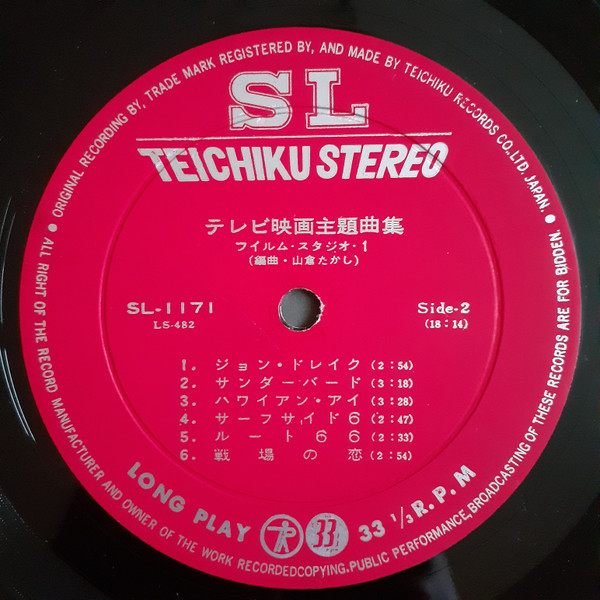 • ORIGINAL RECORDING BY, TRADE MARK REGISTERED BY, AND MADE BY TEICHIKU RECORDS CO., LTD. JAPAN. •
SL
TEICHIKU STEREO
テレビ映画主題曲集
フイルム・スタジオ・1
(編曲・山倉たかし)
SL-1171
LS-482
Side-2
(18:14)
1. ジョン・ドレイク (2:54)
2. サンダーバード (3:18)
3. ハワイアン・アイ (3:28)
4. サーフサイド6 (2:47)
5. ルート66 (2:33)
6. 戦場の恋 (2:54)
LONG PLAY
33 1/3 R.P.M
• ALL RIGHT OF THE RECORD MANUFACTURER AND OWNER OF THE WORK RECORDEDCOPYING.PUBLIC PERFORMANCE,BROADCASTING OF THESE RECORDS ARE FOR BIDDEN. •